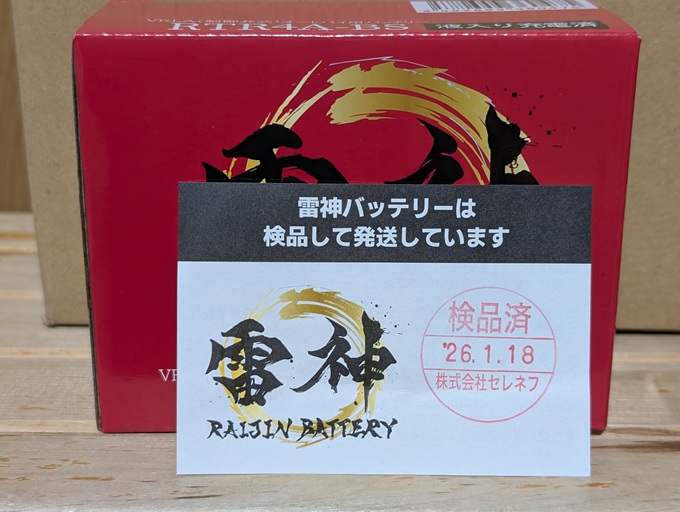 RTR4A-BS
液入り充電済
雷神バッテリーは
検品して発送しています
雷神
RAIJIN BATTERY
検品済
'26.1.18
株式会社セレネフ